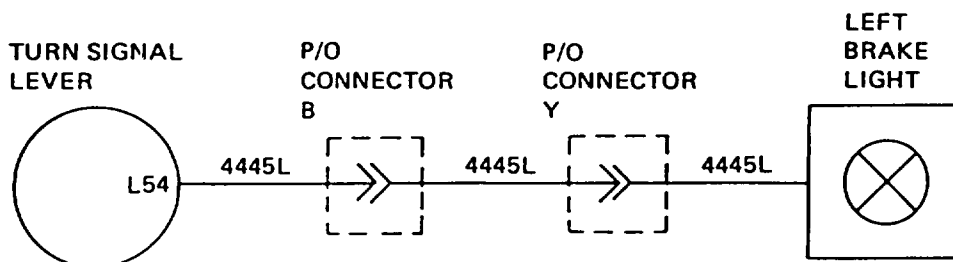 TURN SIGNAL
LEVER
P/O
CONNECTOR
B
P/O
CONNECTOR
Y
LEFT
BRAKE
LIGHT
L54
4445L
4445L
4445L